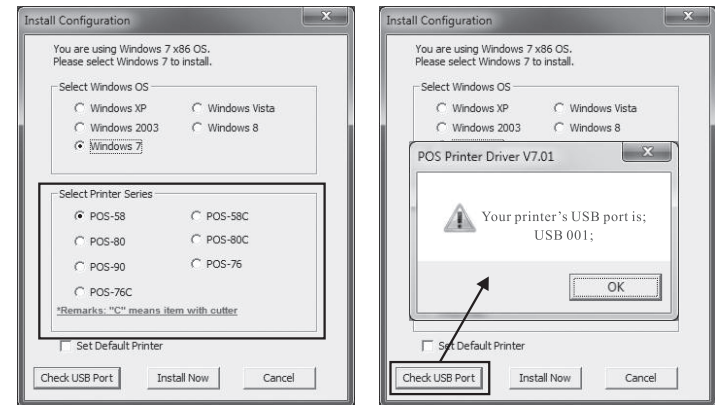 Install Configuration
You are using Windows 7 x86 OS.
Please select Windows 7 to install.
Select Windows OS
Windows XP
Windows Vista
Windows 2003
Windows 8
Windows 7
Select Printer Series
POS-58
POS-58C
POS-80
POS-80C
POS-90
POS-76
POS-76C
*Remarks: "C" means item with cutter
Set Default Printer
Check USB Port
Install Now
Cancel
Install Configuration
You are using Windows 7 x86 OS.
Please select Windows 7 to install.
Select Windows OS
Windows XP
Windows Vista
Windows 2003
Windows 8
POS Printer Driver V7.01
Your printer's USB port is;
USB 001;
OK
Set Default Printer
Check USB Port
Install Now
Cancel